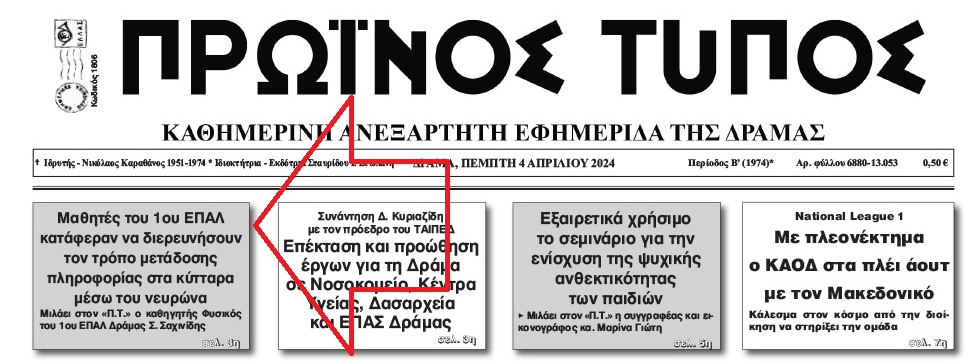 ΕΛΛΑΣ
Κωδικός 1806
ΠΡΩΪΝΟΣ ΤΥΠΟΣ
ΚΑΘΗΜΕΡΙΝΗ ΑΝΕΞΑΡΤΗΤΗ ΕΦΗΜΕΡΙΔΑ ΤΗΣ ΔΡΑΜΑΣ
† Ιδρυτής - Νικόλαος Καραθάνος 1951-1974 * Ιδιοκτήτρια - Εκδότρια Σταυρίδου ΔΡΑΜΑ, ΠΕΜΠΤΗ 4 ΑΠΡΙΛΙΟΥ 2024 Περίοδος Β' (1974)* Αρ. φύλλου 6880-13.053 0,50 €
Μαθητές του 1ου ΕΠΑΛ
κατάφεραν να διερευνήσουν
τον τρόπο μετάδοσης
πληροφορίας στα κύτταρα
μέσω του νευρώνα
Μιλάει στον «Π.Τ.» ο καθηγητής Φυσικός
του 1ου ΕΠΑΛ Δράμας Σ. Σαχινίδης
σελ.
Συνάντηση Δ. Κυριαζίδη
με τον πρόεδρο του ΤΑΙΠΕΔ
Επέκταση και προώθηση
έργων για τη Δράμα
σε Νοσοκομείο, Κέντρα
Υγείας, Δασαρχεία
και ΕΠΑΣ Δράμας
σελ. 3η
Εξαιρετικά χρήσιμο
το σεμινάριο για την
ενίσχυση της ψυχικής
ανθεκτικότητας
των παιδιών
▸ Μιλάει στον «Π.Τ.» η συγγραφέας και ει-
κονογράφος κα. Μαρίνα Γιώτη
σελ. 5η
National League 1
Με πλεονέκτημα
ο ΚΑΟΔ στα πλέι άουτ
με τον Μακεδονικό
Κάλεσμα στον κόσμο από την διοί-
κηση να στηρίξει την ομάδα
σελ. 7η